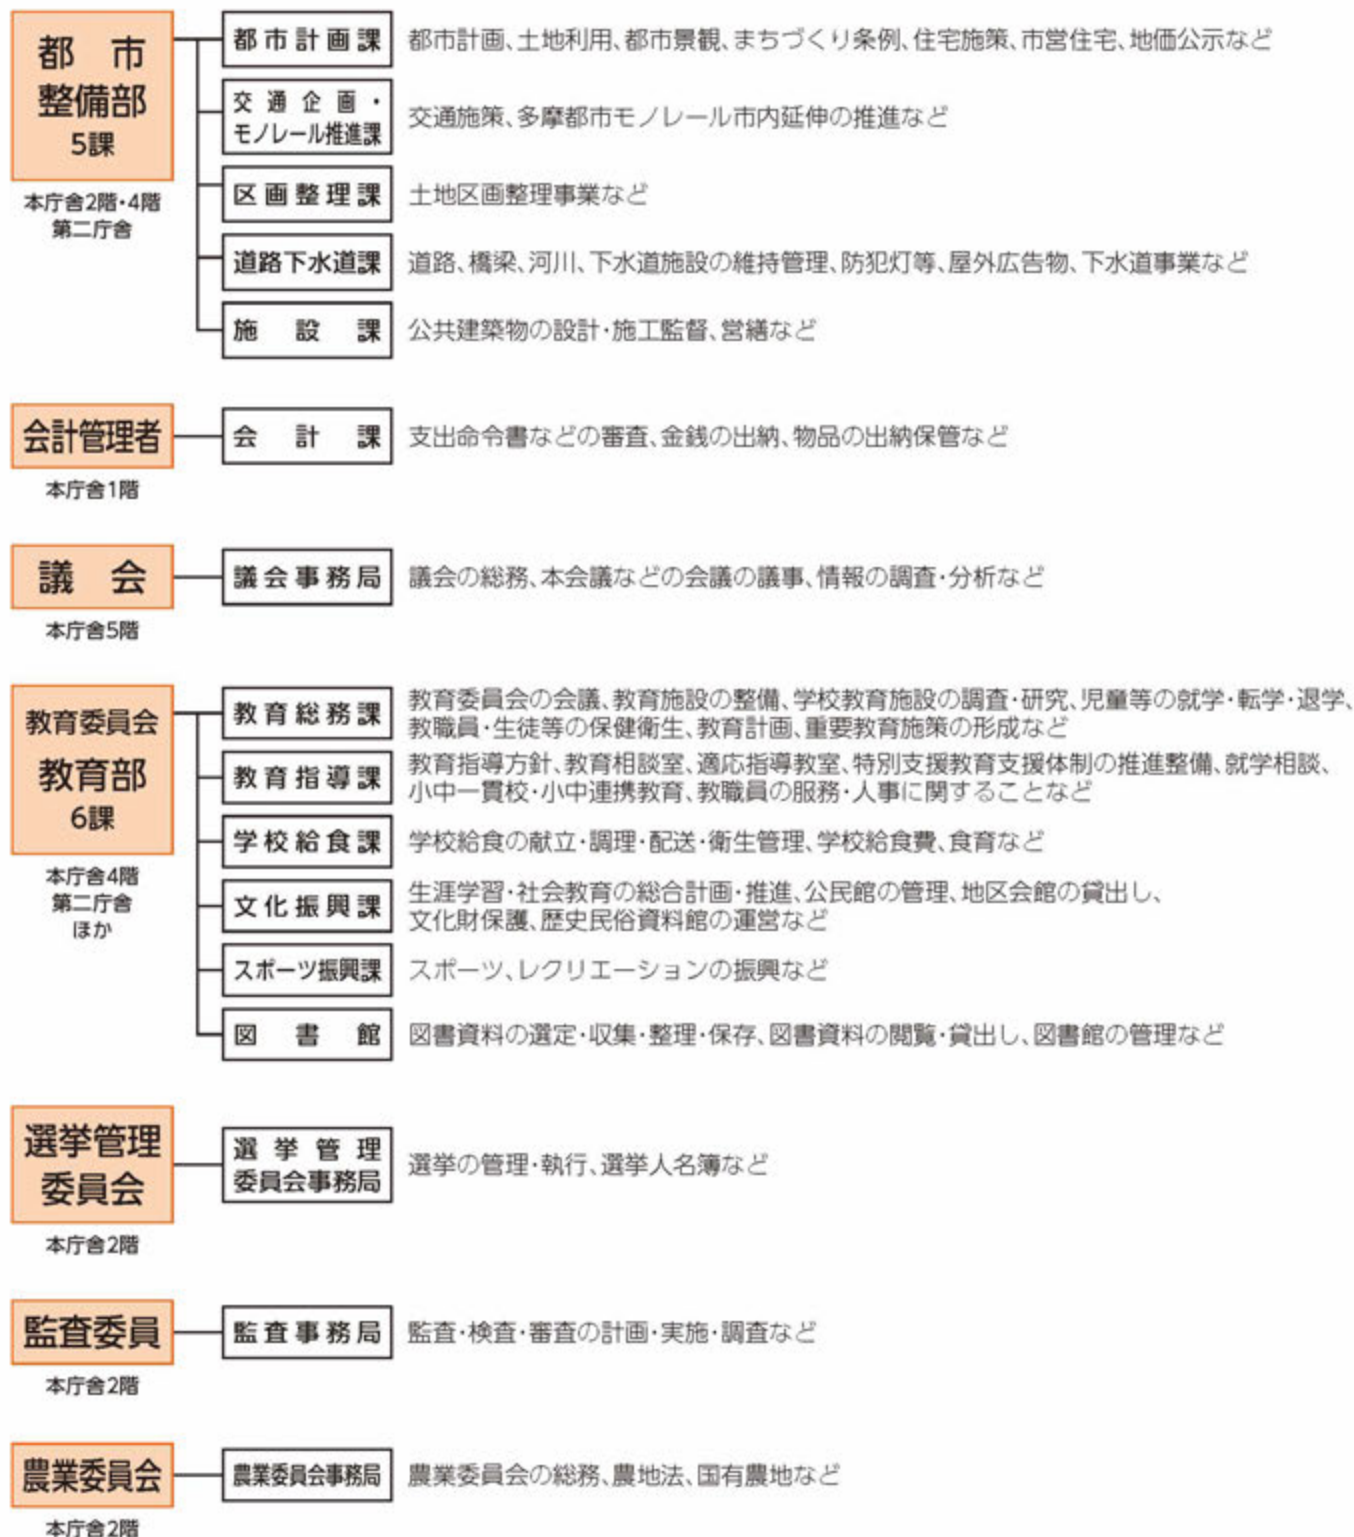 都市
整備部
5課
本庁舎2階・4階
第二庁舎
都市計画課
都市計画、土地利用、都市景観、まちづくり条例、住宅施策、市営住宅、地価公示など
交通企画・
モノレール推進課
交通施策、多摩都市モノレール市内延伸の推進など
区画整理課
土地区画整理事業など
道路下水道課
道路、橋梁、河川、下水道施設の維持管理、防犯灯等、屋外広告物、下水道事業など
施設課
公共建築物の設計・施工監督、営繕など
会計管理者
本庁舎1階
会計課
支出命令書などの審査、金銭の出納、物品の出納保管など
議会
本庁舎5階
議会事務局
議会の総務、本会議などの会議の議事、情報の調査・分析など
教育委員会
教育部
6課
本庁舎4階
第二庁舎
ほか
教育総務課
教育委員会の会議、教育施設の整備、学校教育施設の調査・研究、児童等の就学・転学・退学、
教職員・生徒等の保健衛生、教育計画、重要教育施策の形成など
教育指導課
教育指導方針、教育相談室、適応指導教室、特別支援教育支援体制の推進整備、就学相談、
小中一貫校・小中連携教育、教職員の服務・人事に関することなど
学校給食課
学校給食の献立・調理・配送・衛生管理、学校給食費、食育など
文化振興課
生涯学習・社会教育の総合計画・推進、公民館の管理、地区会館の貸出し、
文化財保護、歴史民俗資料館の運営など
スポーツ振興課
スポーツ、レクリエーションの振興など
図書館
図書資料の選定・収集・整理・保存、図書資料の閲覧・貸出し、図書館の管理など
選挙管理
委員会
本庁舎2階
選挙管理
委員会事務局
選挙の管理・執行、選挙人名簿など
監査委員
本庁舎2階
監査事務局
監査・検査・審査の計画・実施・調査など
農業委員会
本庁舎2階
農業委員会事務局
農業委員会の総務、農地法、国有農地など